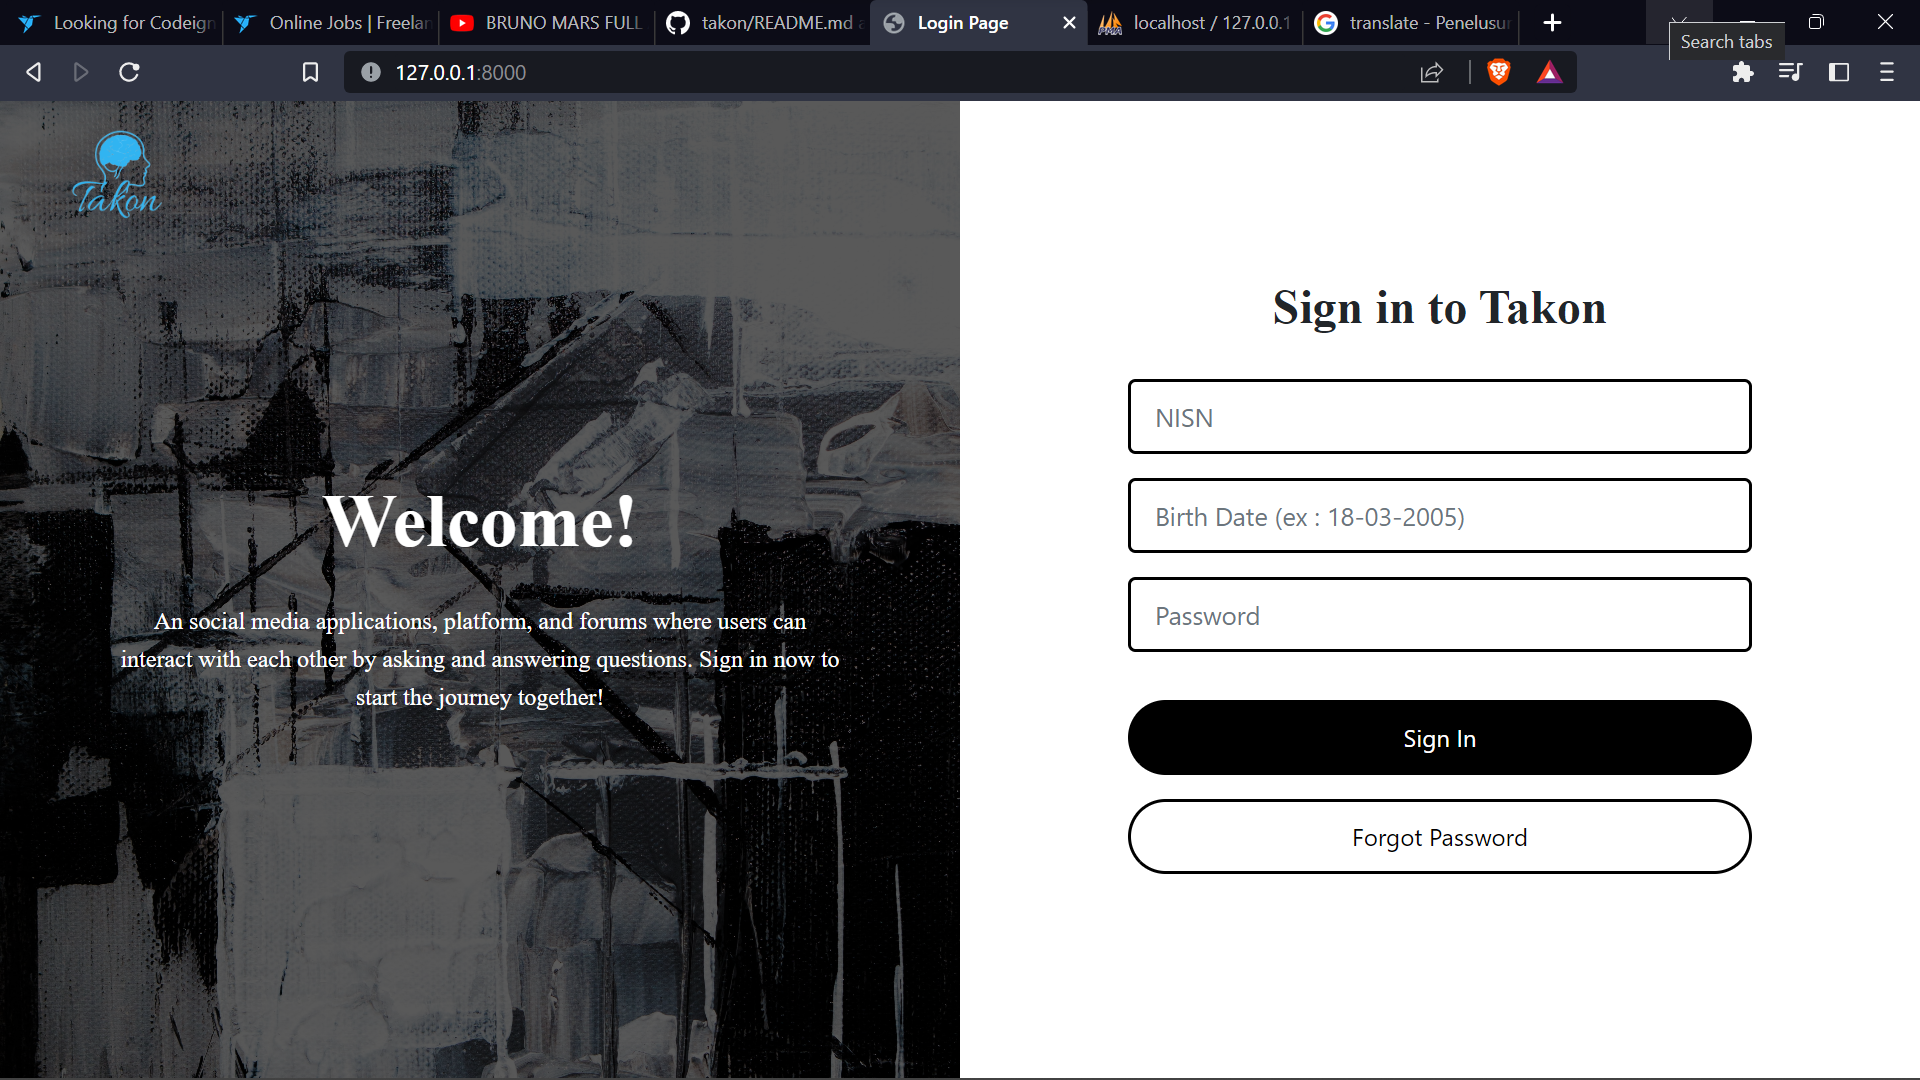 Looking for Codeign
Online Jobs | Freelan
BRUNO MARS FULL
takon/README.md a
Login Page
localhost / 127.0.0.1
translate - Penelusur
Search tabs
127.0.0.1:8000
Takon
Welcome!
An social media applications, platform, and forums where users can
interact with each other by asking and answering questions. Sign in now to
start the journey together!
Sign in to Takon
NISN
Birth Date (ex : 18-03-2005)
Password
Sign In
Forgot Password